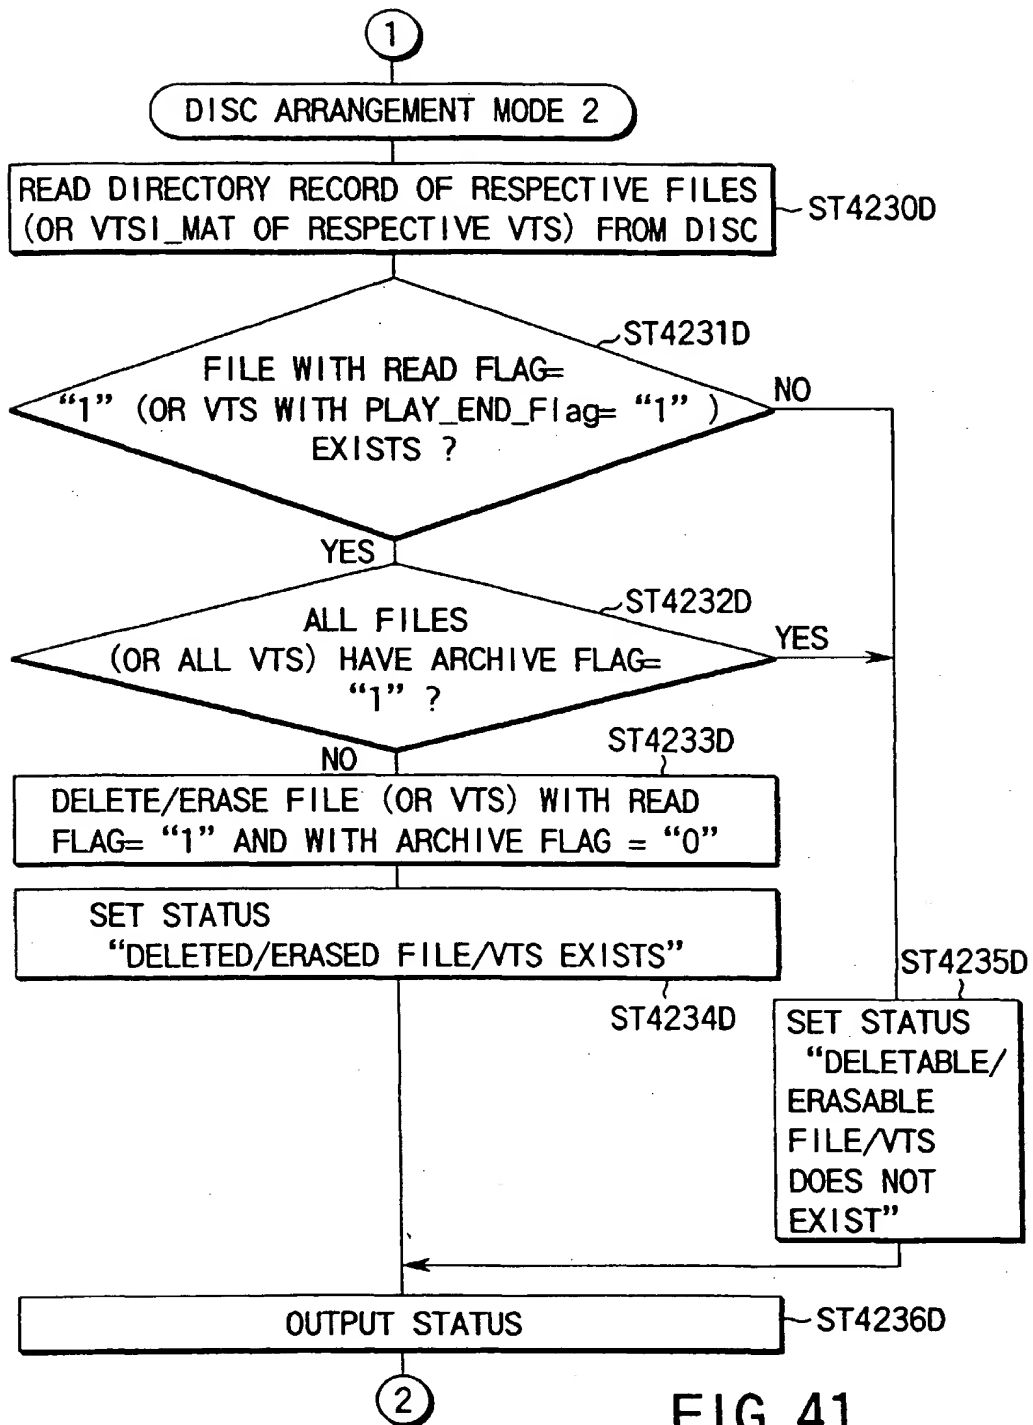 1
DISC ARRANGEMENT MODE 2
READ DIRECTORY RECORD OF RESPECTIVE FILES
(OR VTSI_MAT OF RESPECTIVE VTS) FROM DISC
ST4230D
ST4231D
FILE WITH READ FLAG=
“1” (OR VTS WITH PLAY_END_Flag= “1” )
EXISTS ?
NO
YES
ST4232D
ALL FILES
(OR ALL VTS) HAVE ARCHIVE FLAG=
“1” ?
YES
NO
ST4233D
DELETE/ERASE FILE (OR VTS) WITH READ
FLAG= “1” AND WITH ARCHIVE FLAG = “0”
SET STATUS
“DELETED/ERASED FILE/VTS EXISTS”
ST4234D
ST4235D
SET STATUS
“DELETABLE/
ERASABLE
FILE/VTS
DOES NOT
EXIST”
OUTPUT STATUS
ST4236D
2
FIG. 41